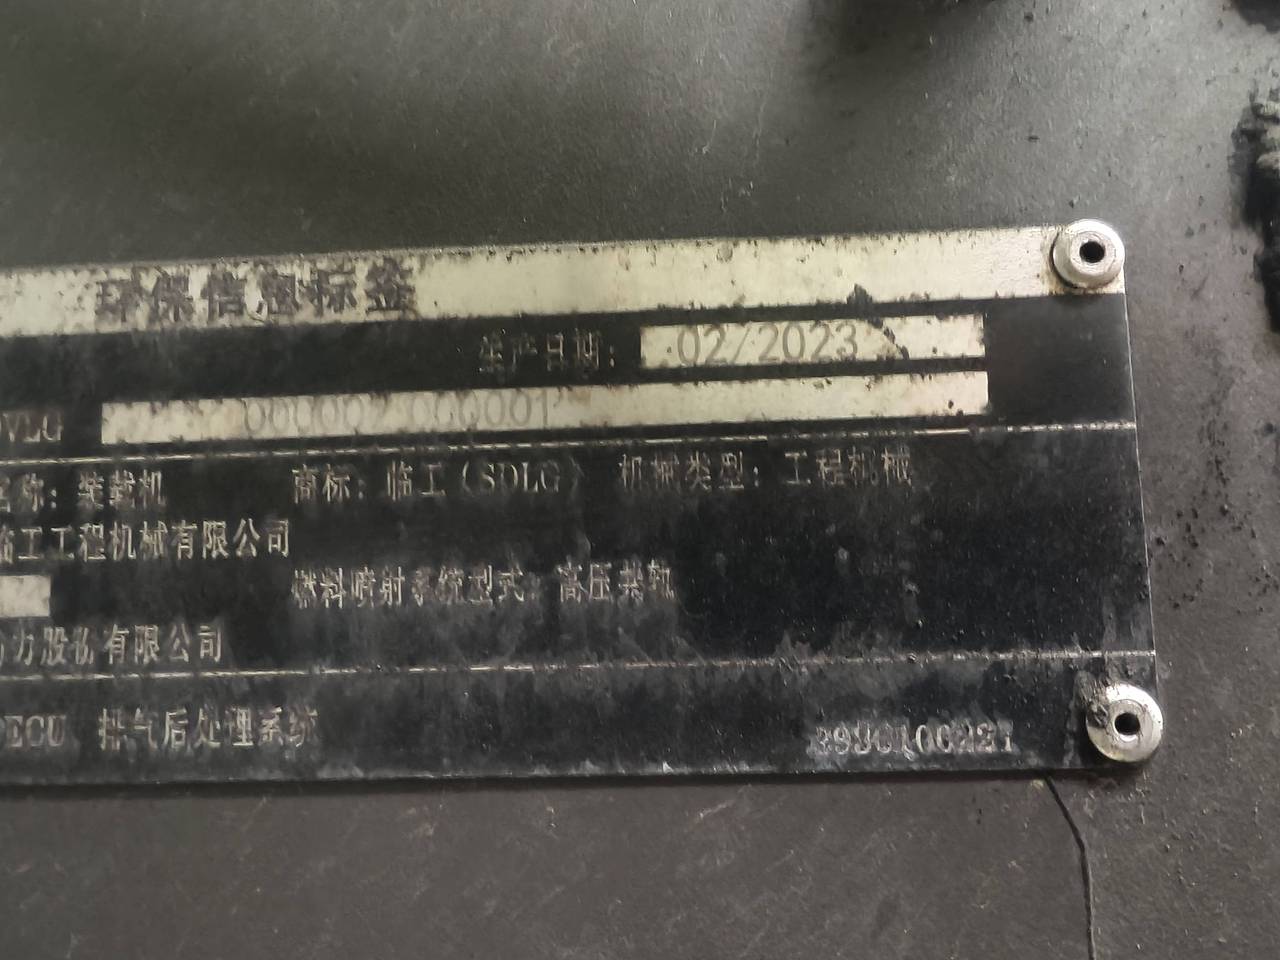 环保信息标签
生产日期: 02/2023
名称: 装载机 商标: 临工(SDLG) 机械类型: 工程机械
临工工程机械有限公司
燃料喷射系统型式: 高压共轨
力股份有限公司
ECU 排气后处理系统